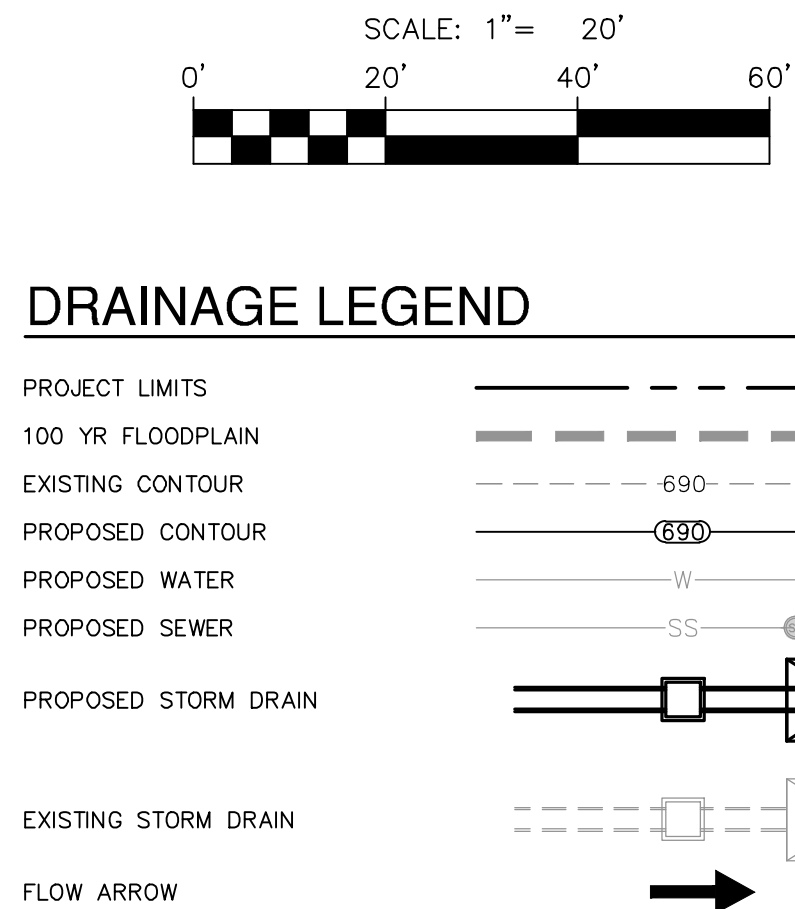 SCALE: 1"= 20'
0' 20' 40' 60'
DRAINAGE LEGEND
PROJECT LIMITS
100 YR FLOODPLAIN
EXISTING CONTOUR 690
PROPOSED CONTOUR 690
PROPOSED WATER W
PROPOSED SEWER SS
PROPOSED STORM DRAIN
EXISTING STORM DRAIN
FLOW ARROW